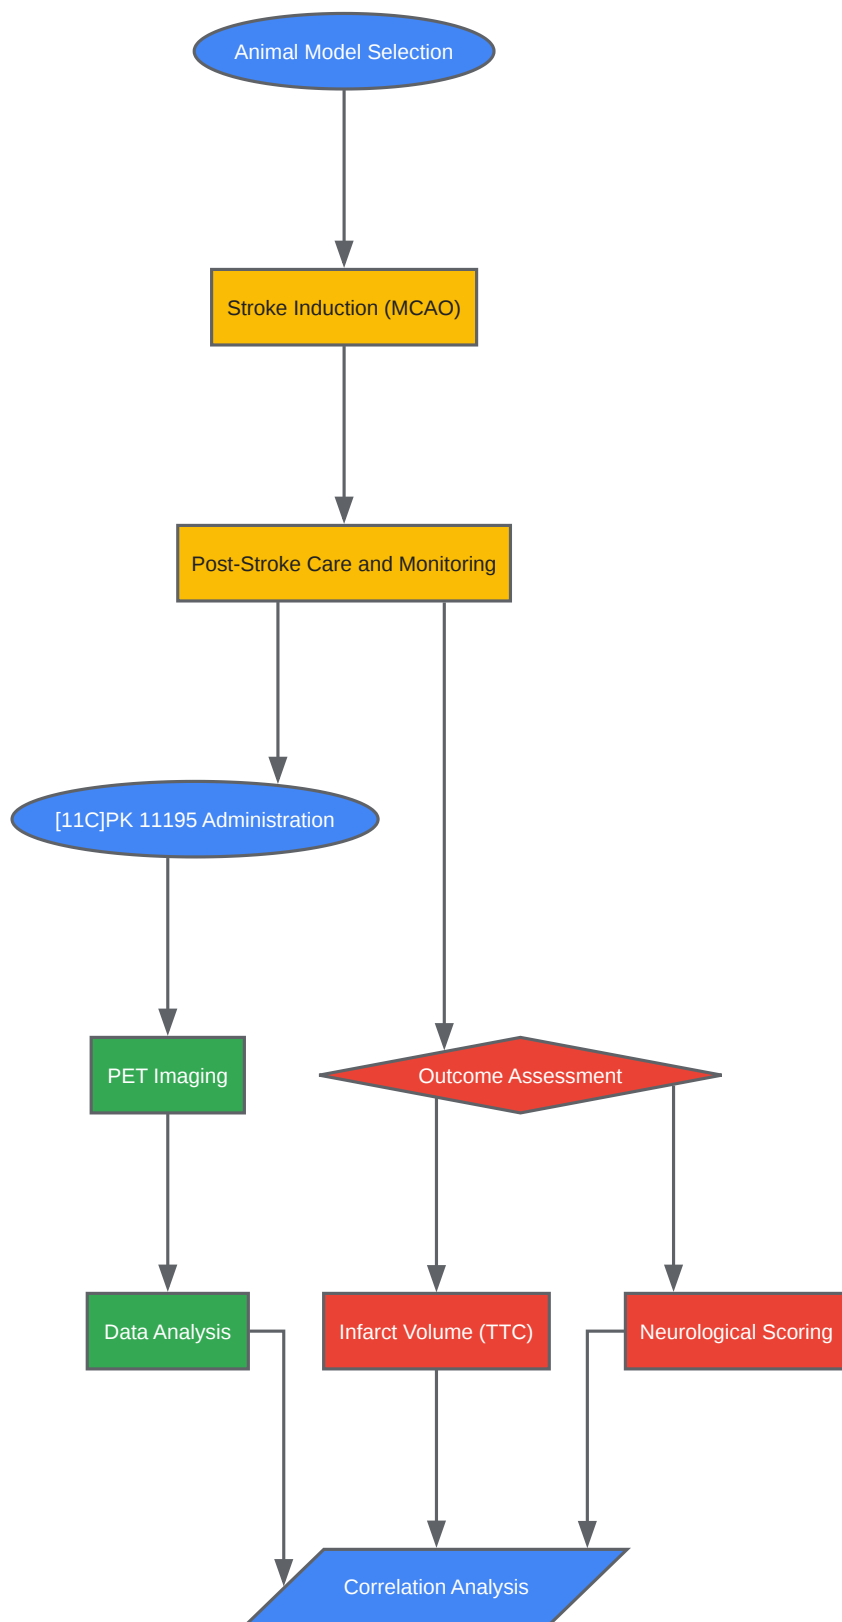 Animal Model Selection
Stroke Induction (MCAO)
Post-Stroke Care and Monitoring
[11C]PK 11195 Administration
PET Imaging
Outcome Assessment
Data Analysis
Infarct Volume (TTC)
Neurological Scoring
Correlation Analysis